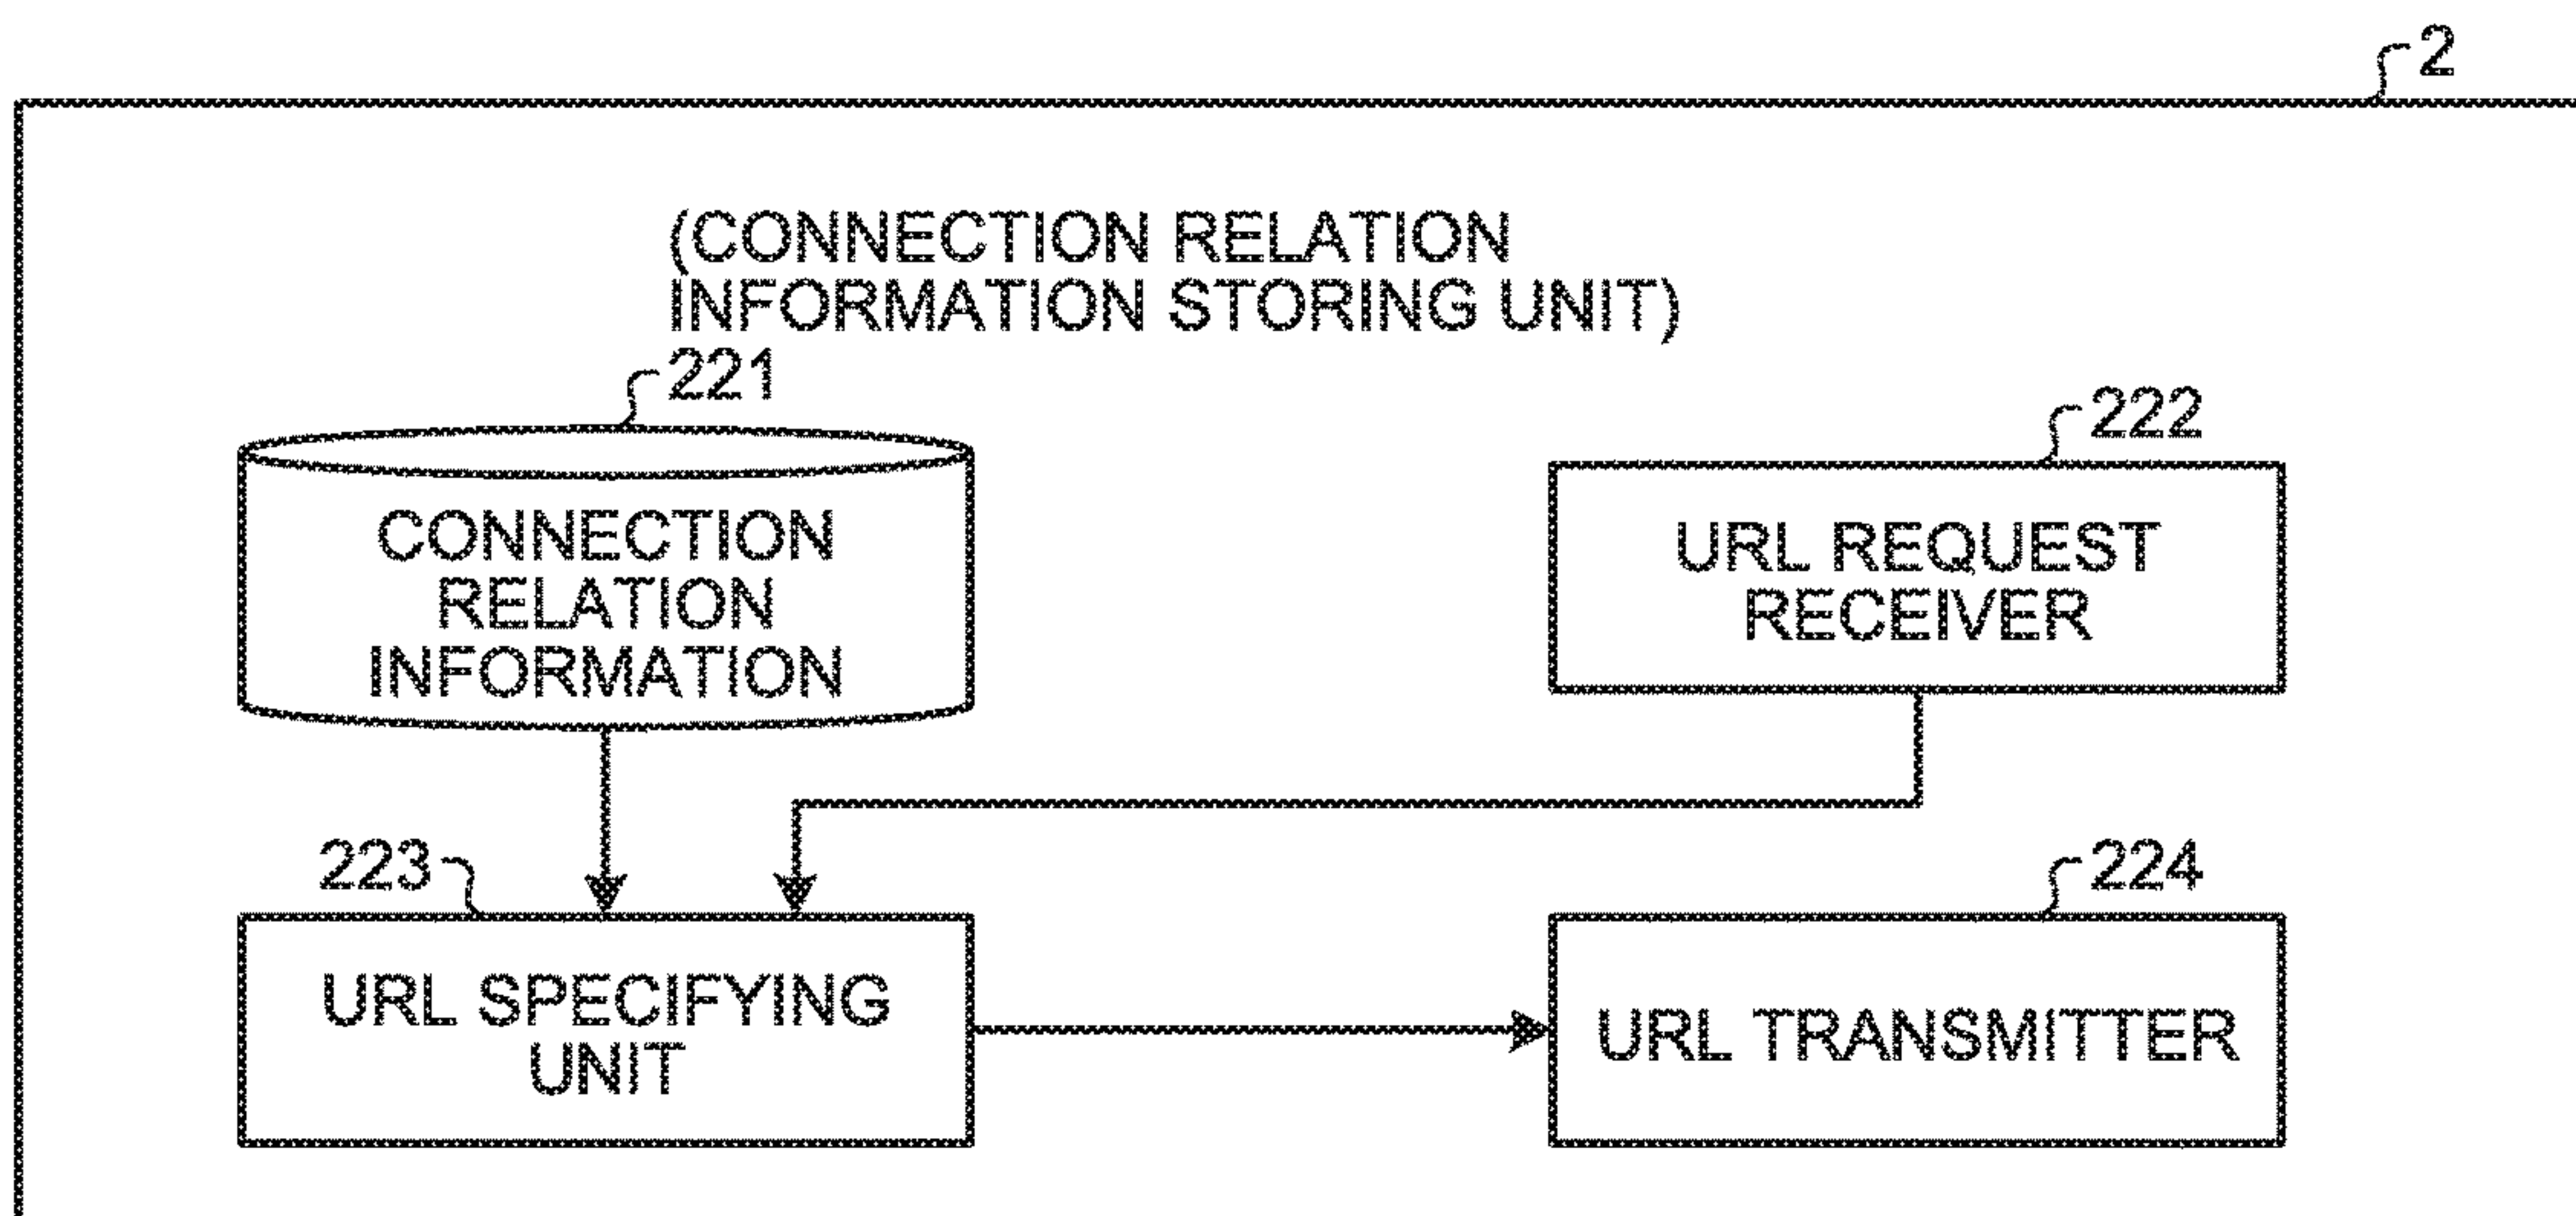 2
(CONNECTION RELATION
INFORMATION STORING UNIT)
221
CONNECTION
RELATION
INFORMATION
222
URL REQUEST
RECEIVER
223
URL SPECIFYING
UNIT
224
URL TRANSMITTER